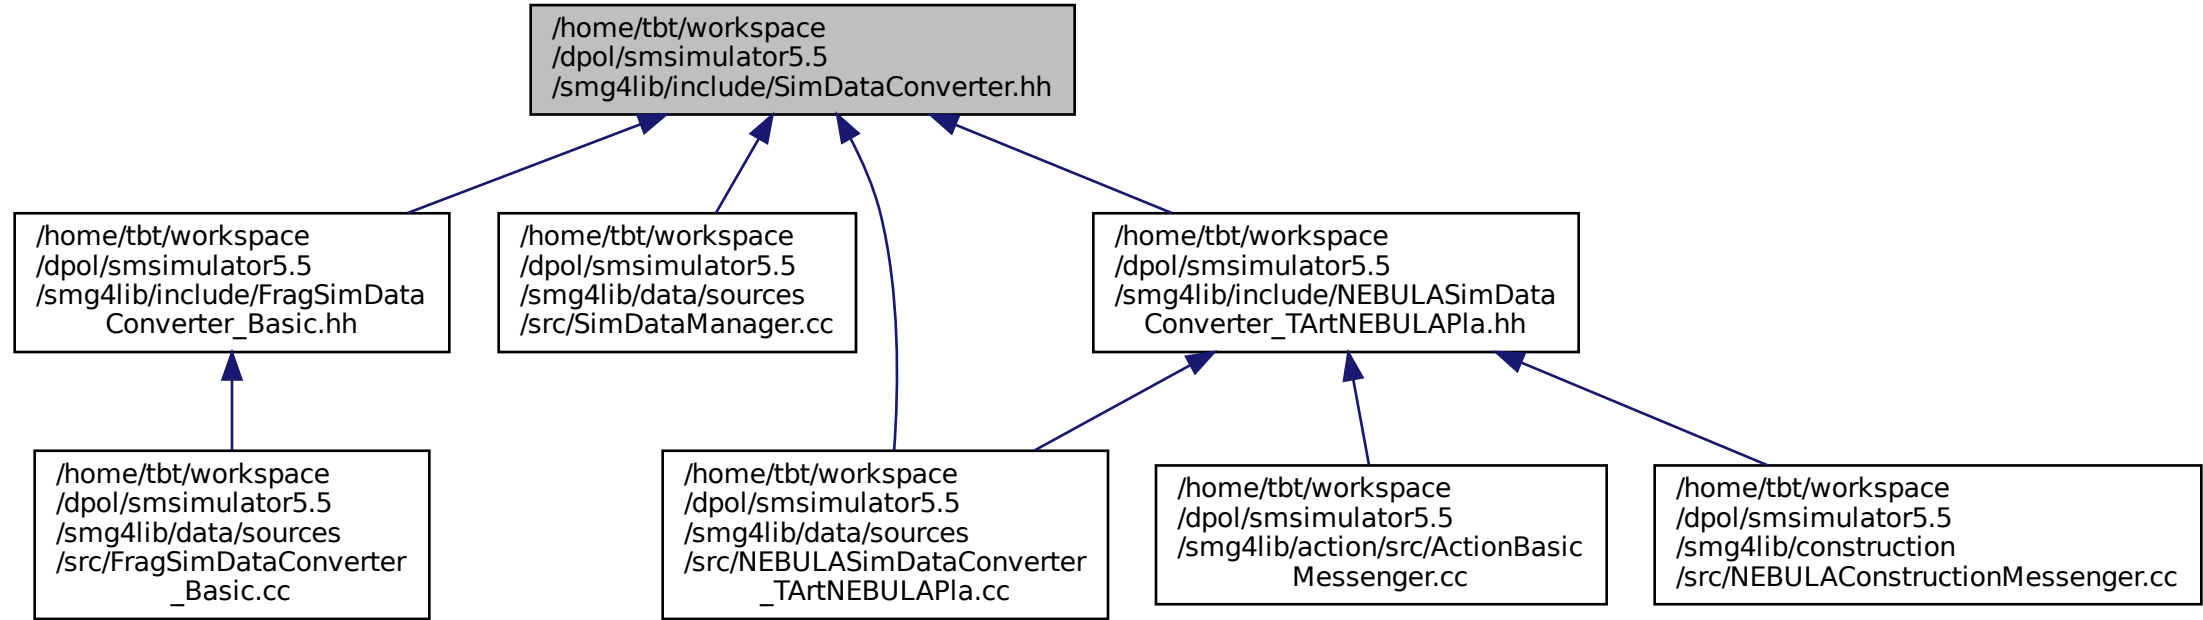 /home/tbt/workspace
/dpol/smsimulator5.5
/smg4lib/include/SimDataConverter.hh
/home/tbt/workspace
/dpol/smsimulator5.5
/smg4lib/include/FragSimData
Converter_Basic.hh
/home/tbt/workspace
/dpol/smsimulator5.5
/smg4lib/data/sources
/src/SimDataManager.cc
/home/tbt/workspace
/dpol/smsimulator5.5
/smg4lib/include/NEBULASimData
Converter_TArtNEBULAPla.hh
/home/tbt/workspace
/dpol/smsimulator5.5
/smg4lib/data/sources
/src/FragSimDataConverter
_Basic.cc
/home/tbt/workspace
/dpol/smsimulator5.5
/smg4lib/data/sources
/src/NEBULASimDataConverter
_TArtNEBULAPla.cc
/home/tbt/workspace
/dpol/smsimulator5.5
/smg4lib/action/src/ActionBasic
Messenger.cc
/home/tbt/workspace
/dpol/smsimulator5.5
/smg4lib/construction
/src/NEBULAConstructionMessenger.cc